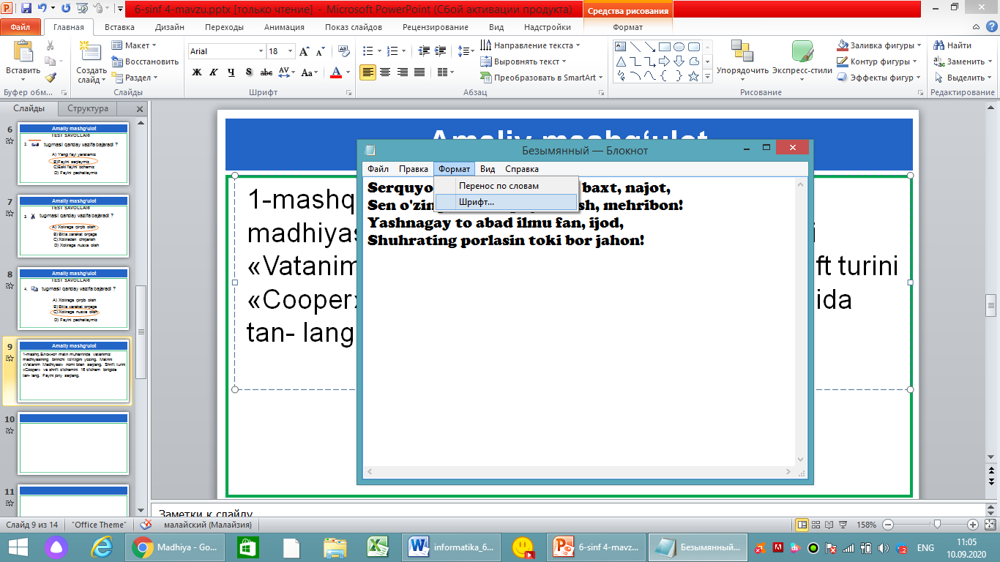 6-sinf 4-mavzu.pptx [только чтение] - Microsoft PowerPoint (Сбой активации продукта)
Средства рисования
Файл Главная Вставка Дизайн Переходы Анимация Показ слайдов Рецензирование Вид Надстройки Формат
Вставить
Буфер обм...
Создать слайд
Макет
Восстановить
Раздел
Слайды
Arial 18
Шрифт
Направление текста
Выровнять текст
Преобразовать в SmartArt
Абзац
Упорядочить
Экспресс-стили
Заливка фигуры
Контур фигуры
Эффекты фигур
Рисование
Найти
Заменить
Выделить
Редактирование
Слайды Структура
6
Amaliy mashg‘ulot
TEST SAVOLLARI
2. tugmasi qanday vazifa bajaradi ?
A) Yangi fayl yaratamiz
B)Faylni saqlaymiz
C)Eski faylni ochamiz
D) Faylni pechatlaymiz
7
Amaliy mashg‘ulot
TEST SAVOLLARI
3. tugmasi qanday vazifa bajaradi ?
A) Xotiraga qirqib olish
B) Bitta xarakat orqaga
C) Xotiradan chiqarish
D) Xotiraga nusxa olish
8
Amaliy mashg‘ulot
TEST SAVOLLARI
4. tugmasi qanday vazifa bajaradi ?
A) Xotiraga qirqib olish
B) Bitta xarakat orqaga
C) Xotiraga nusxa olish
D) Faylni pechatlaymiz
9
Amaliy mashg‘ulot
1-mashq.Блокнот matn muharririda vatanimiz
madhiyasining birinchi to‘rtligini yozing. Matnni
«Vatanim Madhiyasi» nomi bilan saqlang. Shrift turini
«Cooper» va shrift o‘lchamini 16 o‘lcham birligida
tan- lang. Faylni joriy saqlang.
10
11
Amaliy mashg‘ulot
1-mashq
madhiyas
«Vatanim ft turini
«Cooper» ida
tan- lang
Безымянный — Блокнот
Файл Правка Формат Вид Справка
Перенос по словам
Шрифт...
Serquyo baxt, najot,
Sen o'zing sh, mehribon!
Yashnagay to abad ilmu fan, ijod,
Shuhrating porlasin toki bor jahon!
Заметки к слайду
Слайд 9 из 14 "Office Theme" малайский (Малайзия) 158%
Madhiya - Go... informatika_6... 6-sinf 4-mavz... Безымянный... ENG 11:05
10.09.2020